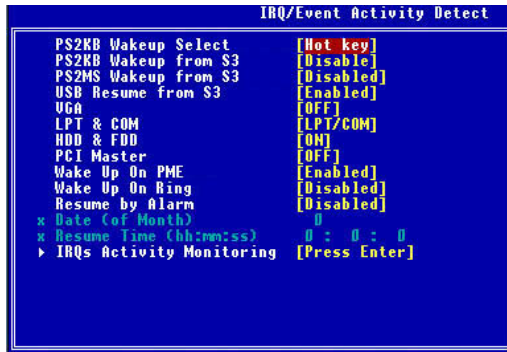 IRQ/Event Activity Detect
PS2KB Wakeup Select [Hot key]
PS2KB Wakeup from S3 [Disable]
PS2MS Wakeup from S3 [Disabled]
USB Resume from S3 [Enabled]
VGA [OFF]
LPT & COM [LPT/COM]
HDD & FDD [ON]
PCI Master [OFF]
Wake Up On PME [Enabled]
Wake Up On Ring [Disabled]
Resume by Alarm [Disabled]
x Date (of Month) 0
x Resume Time (hh:mm:ss) 0 : 0 : 0
▸ IRQs Activity Monitoring [Press Enter]